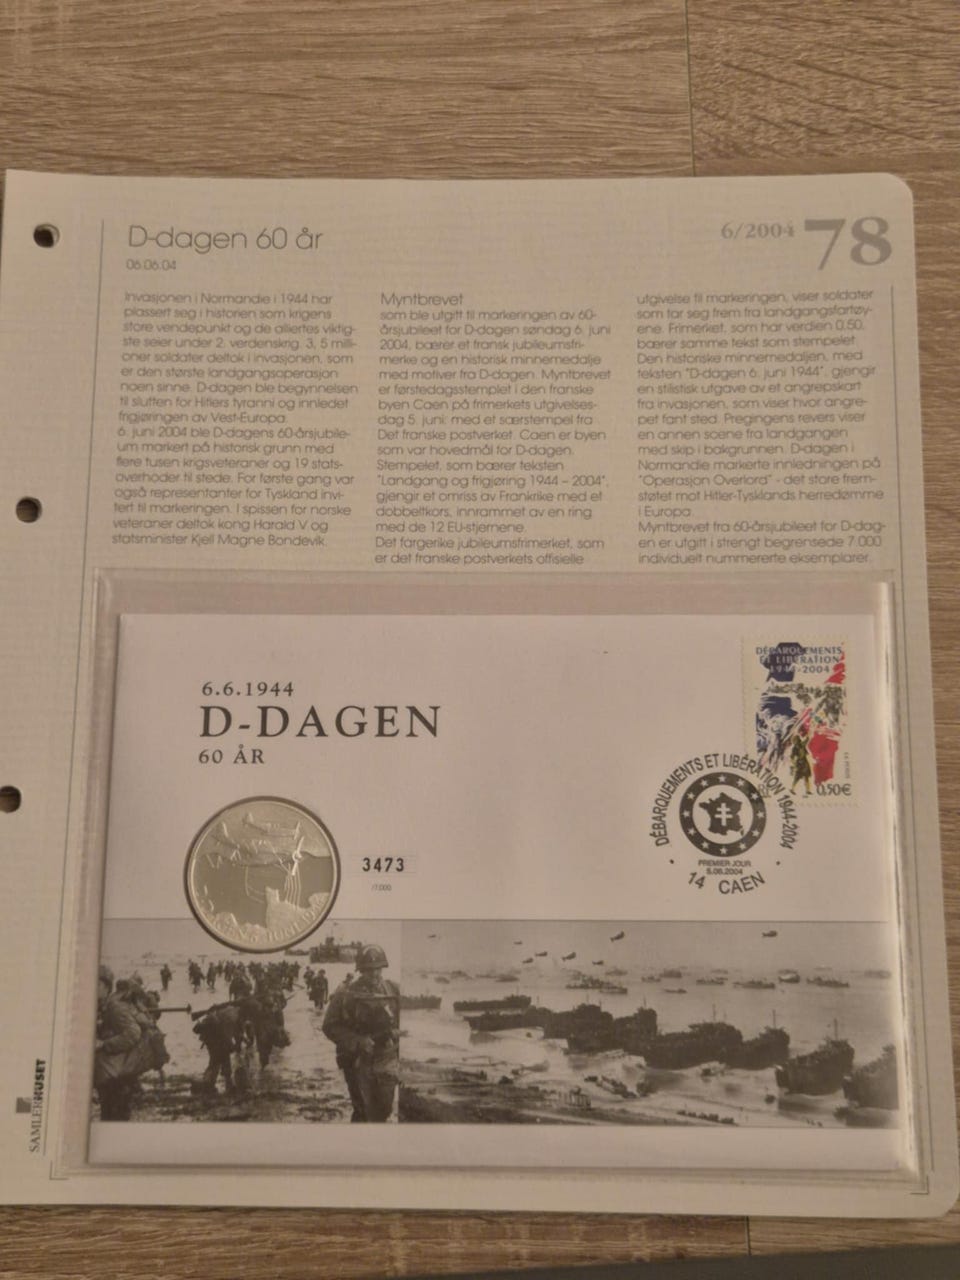 D-dagen 60 år
06.06.04
6/2004 78
Invasjonen i Normandie i 1944 har
plassert seg i historien som krigens
store vendepunkt og de alliertes viktig-
ste seier under 2. verdenskrig. 3, 5 milli-
oner soldater deltok i invasjonen, som
er den største landgangsoperasjon
noen sinne. D-dagen ble begynnelsen
til slutten for Hitlers tyranni og innledet
frigjøringen av Vest-Europa.
6. juni 2004 ble D-dagens 60-årsjubile-
um markert på historisk grunn med
flere tusen krigsveteraner og 19 stats-
overhoder til stede. For første gang var
også representanter for Tyskland invi-
tert til markeringen. I spissen for norske
veteraner deltok kong Harald V og
statsminister Kjell Magne Bondevik.
Myntbrevet
som ble utgitt til markeringen av 60-
årsjubileet for D-dagen søndag 6. juni
2004, bærer et fransk jubileumsfri-
merke og en historisk minnemedalje
med motiver fra D-dagen. Myntbrevet
er førstedagsstemplet i den franske
byen Caen på frimerkets utgivelses-
dag 5. juni: med et særstempel fra
Det franske postverket. Caen er byen
som var hovedmål for D-dagen.
Stempelet, som bærer teksten
"Landgang og frigjøring 1944 – 2004",
gjengir et omriss av Frankrike med et
dobbeltkors, innrammet av en ring
med de 12 EU-stjernene.
Det fargerike jubileumsfrimerket, som
er det franske postverkets offisielle
utgivelse til markeringen, viser soldater
som tar seg frem fra landgangsfartøy-
ene. Frimerket, som har verdien 0,50,
bærer samme tekst som stempelet.
Den historiske minnemedaljen, med
teksten "D-dagen 6. juni 1944", gjengir
en stilistisk utgave av et angrepskart
fra invasjonen, som viser hvor angre-
pet fant sted. Pregingens revers viser
en annen scene fra landgangen
med skip i bakgrunnen. D-dagen i
Normandie markerte innledningen på
"Operasjon Overlord" - det store frem-
støtet mot Hitler-Tysklands herredømme
i Europa.
Myntbrevet fra 60-årsjubileet for D-dag-
en er utgitt i strengt begrensede 7 000
individuelt nummererte eksemplarer.
6.6.1944
D-DAGEN
60 ÅR
3473
/7.000
DÉBARQUEMENTS
ET LIBÉRATION
1944-2004
RF 0,50€
LA POSTE
DÉBARQUEMENTS ET LIBÉRATION 1944-2004
PREMIER JOUR
5.06.2004
14 CAEN
D-DAGEN 6. JUNI 1944
SAMLERHUSET